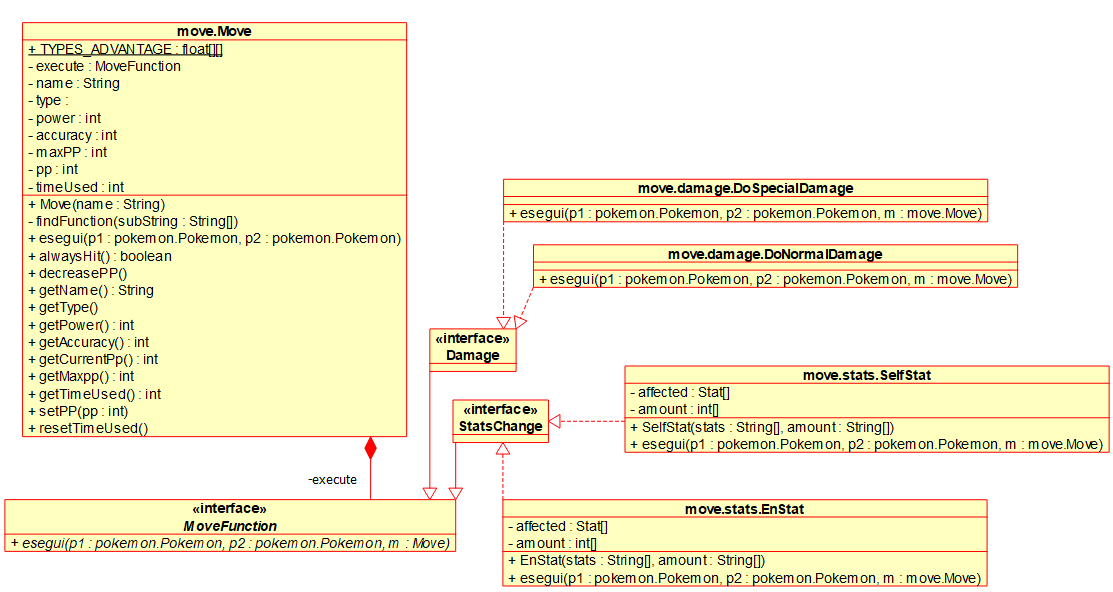 move.Move
+ TYPES_ADVANTAGE : float[][]
- execute : MoveFunction
- name : String
- type :
- power : int
- accuracy : int
- maxPP : int
- pp : int
- timeUsed : int
+ Move(name : String)
- findFunction(subString : String[])
+ esegui(p1 : pokemon.Pokemon, p2 : pokemon.Pokemon)
+ alwaysHit() : boolean
+ decreasePP()
+ getName() : String
+ getType()
+ getPower() : int
+ getAccuracy() : int
+ getCurrentPp() : int
+ getMaxpp() : int
+ getTimeUsed() : int
+ setPP(pp : int)
+ resetTimeUsed()
move.damage.DoSpecialDamage
+ esegui(p1 : pokemon.Pokemon, p2 : pokemon.Pokemon, m : move.Move)
move.damage.DoNormalDamage
+ esegui(p1 : pokemon.Pokemon, p2 : pokemon.Pokemon, m : move.Move)
«interface»
Damage
«interface»
StatsChange
move.stats.SelfStat
- affected : Stat[]
- amount : int[]
+ SelfStat(stats : String[], amount : String[])
+ esegui(p1 : pokemon.Pokemon, p2 : pokemon.Pokemon, m : move.Move)
-execute
«interface»
MoveFunction
+ esegui(p1 : pokemon.Pokemon, p2 : pokemon.Pokemon, m : Move)
move.stats.EnStat
- affected : Stat[]
- amount : int[]
+ EnStat(stats : String[], amount : String[])
+ esegui(p1 : pokemon.Pokemon, p2 : pokemon.Pokemon, m : move.Move)